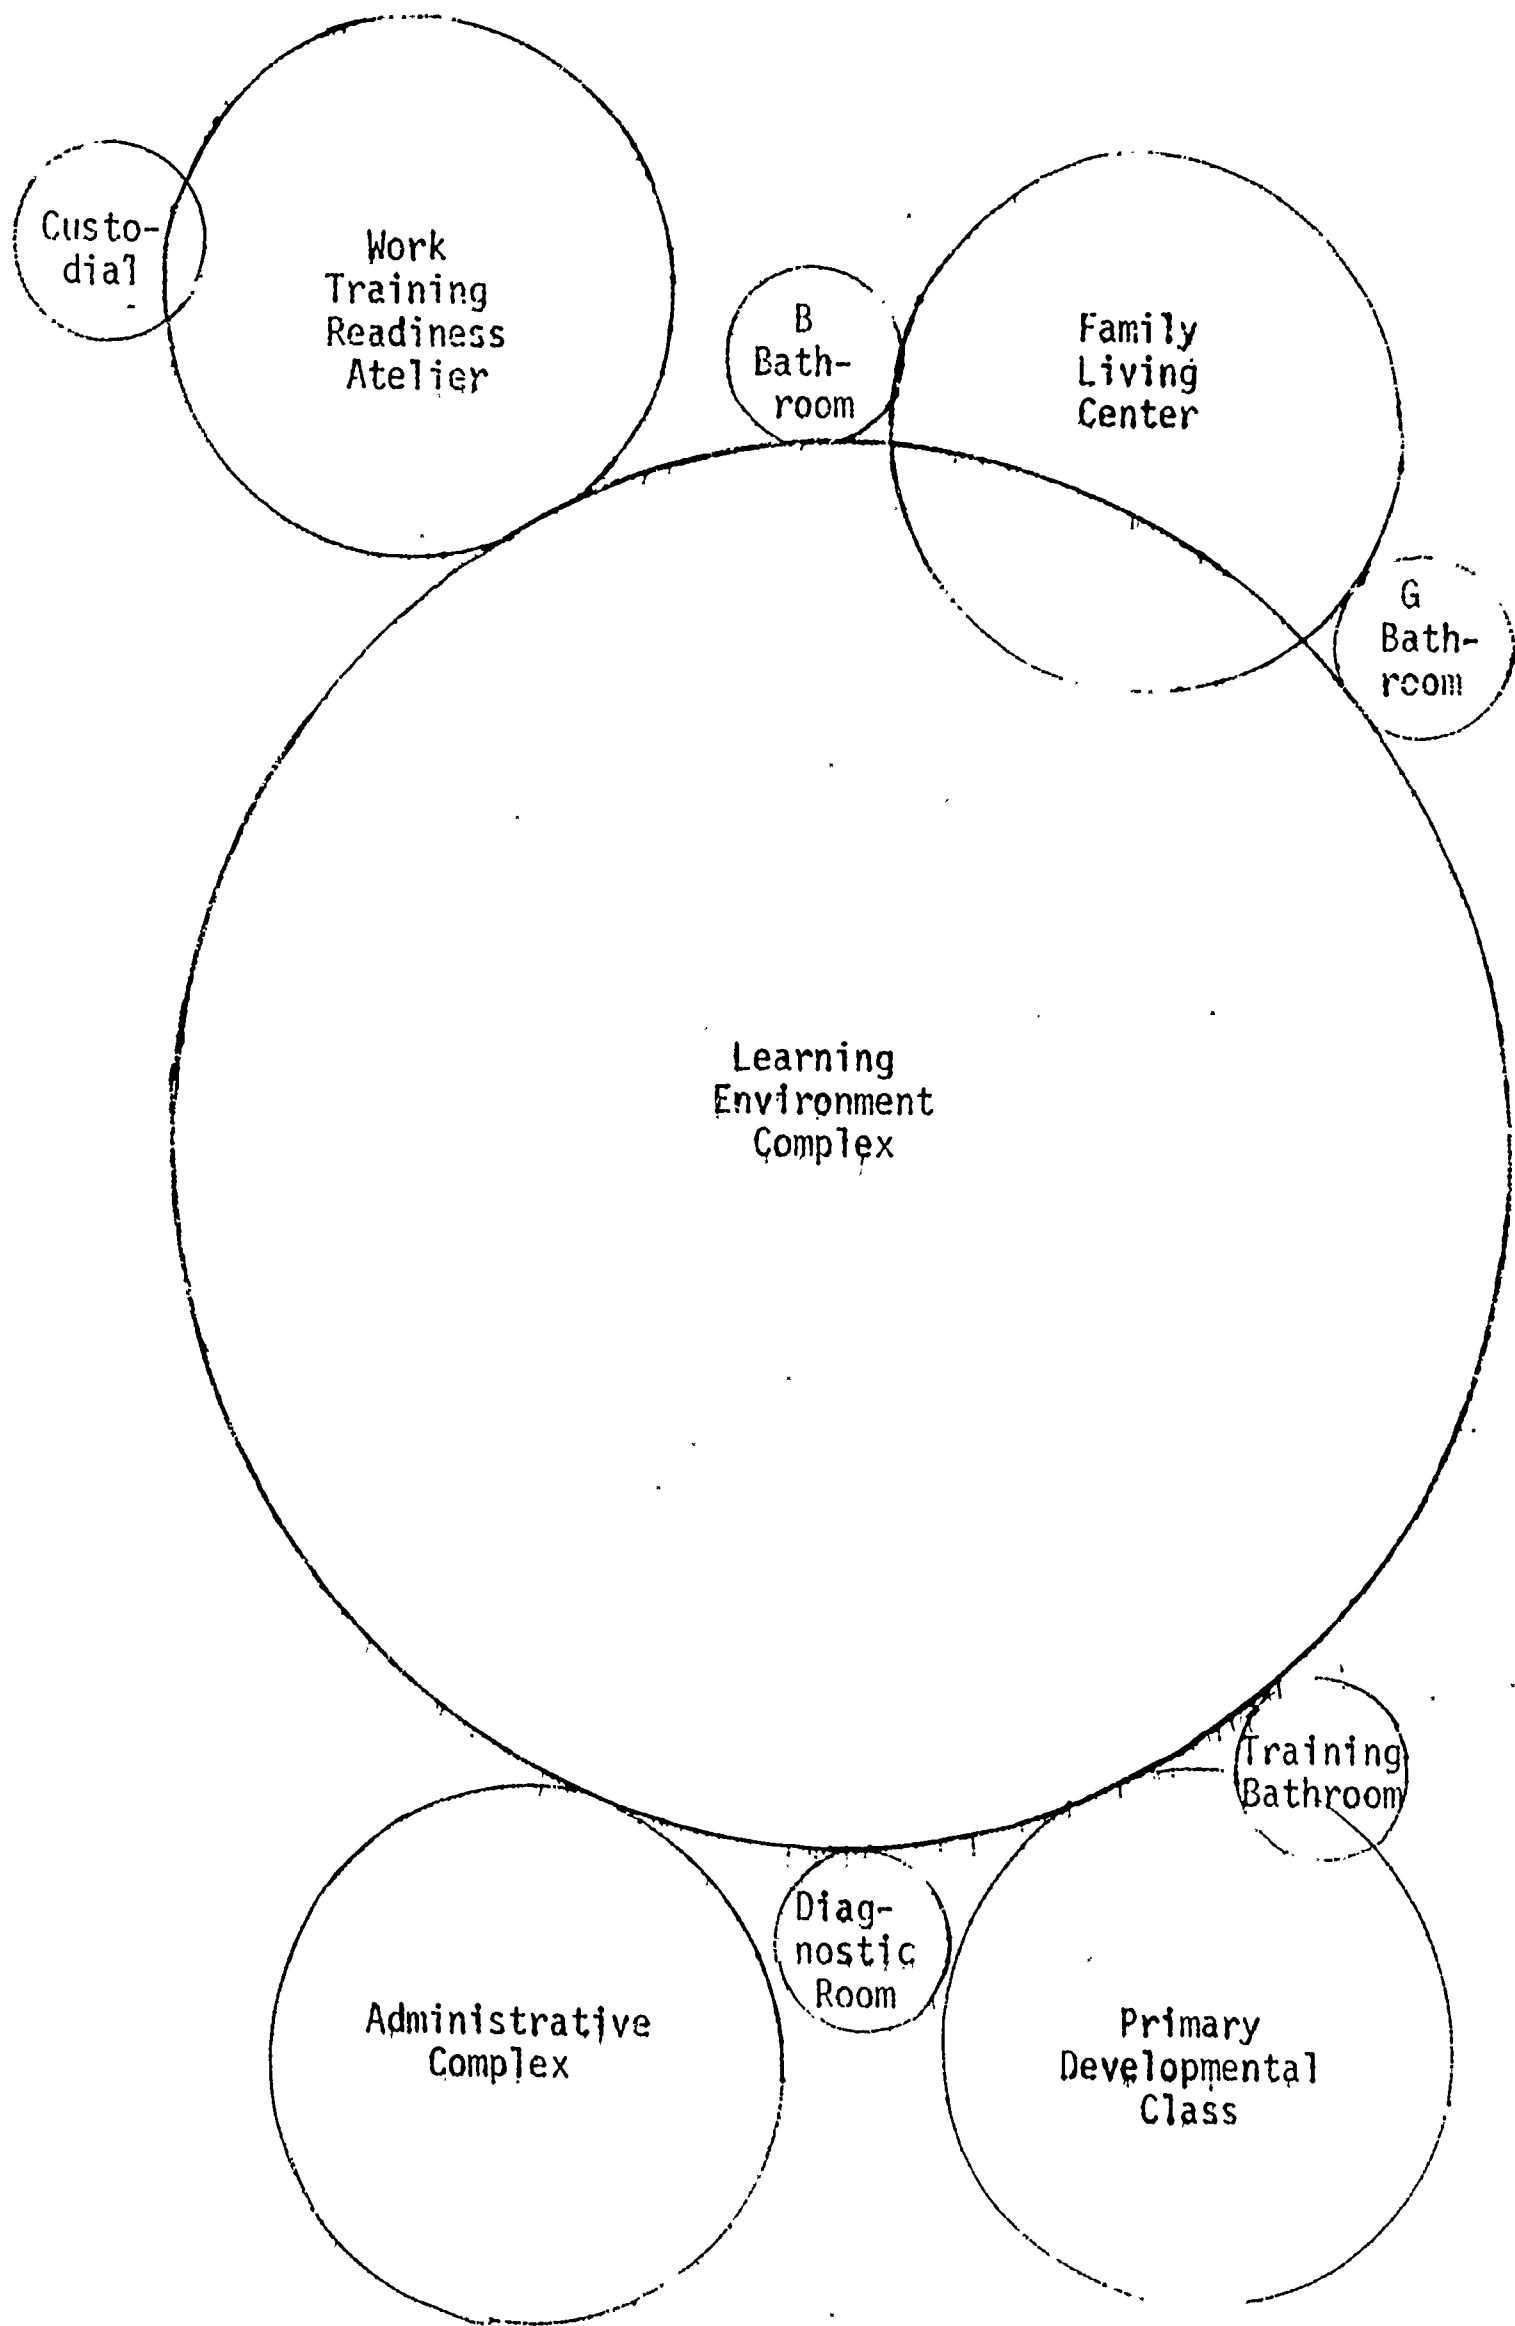 Custo-
dial
Work
Training
Readiness
Atelier
B
Bath-
room
Family
Living
Center
G
Bath-
room
Learning
Environment
Complex
Training
Bathroom
Diag-
nostic
Room
Administrative
Complex
Primary
Developmental
Class